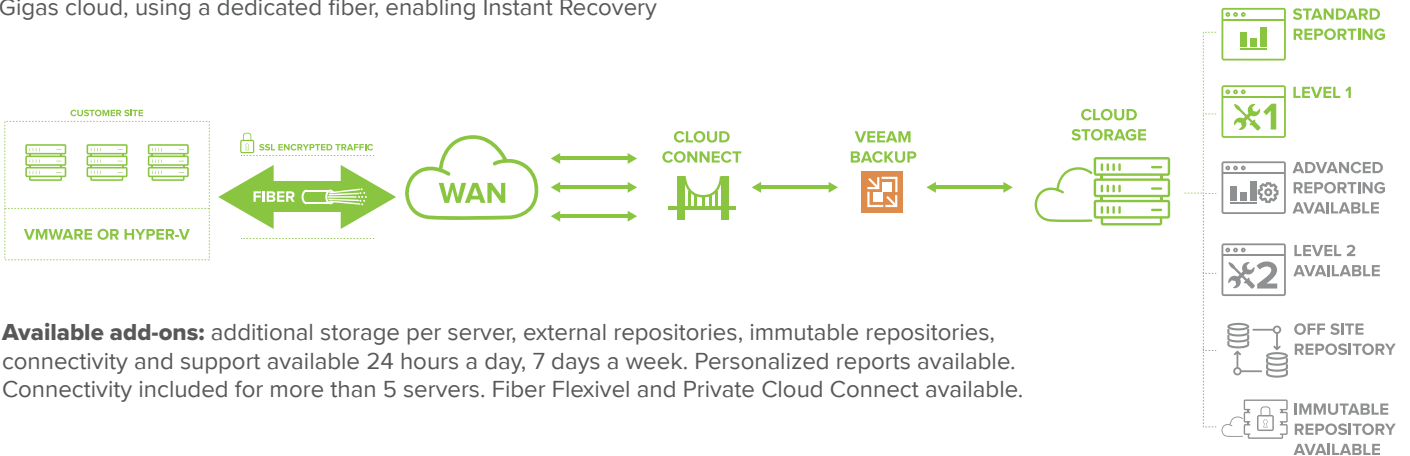 Gigas cloud, using a dedicated fiber, enabling Instant Recovery
CUSTOMER SITE
VMWARE OR HYPER-V
SSL ENCRYPTED TRAFFIC
FIBER
WAN
CLOUD
CONNECT
VEEAM
BACKUP
CLOUD
STORAGE
STANDARD
REPORTING
1
LEVEL 1
ADVANCED
REPORTING
AVAILABLE
2
LEVEL 2
AVAILABLE
OFF SITE
REPOSITORY
IMMUTABLE
REPOSITORY
AVAILABLE
Available add-ons: additional storage per server, external repositories, immutable repositories,
connectivity and support available 24 hours a day, 7 days a week. Personalized reports available.
Connectivity included for more than 5 servers. Fiber Flexivel and Private Cloud Connect available.